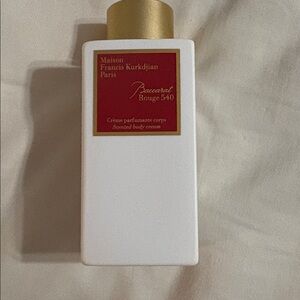 Maison
Francis Kurkdjian
Paris
Baccarat
Rouge 540
Crème parfumante corps
Scented body cream